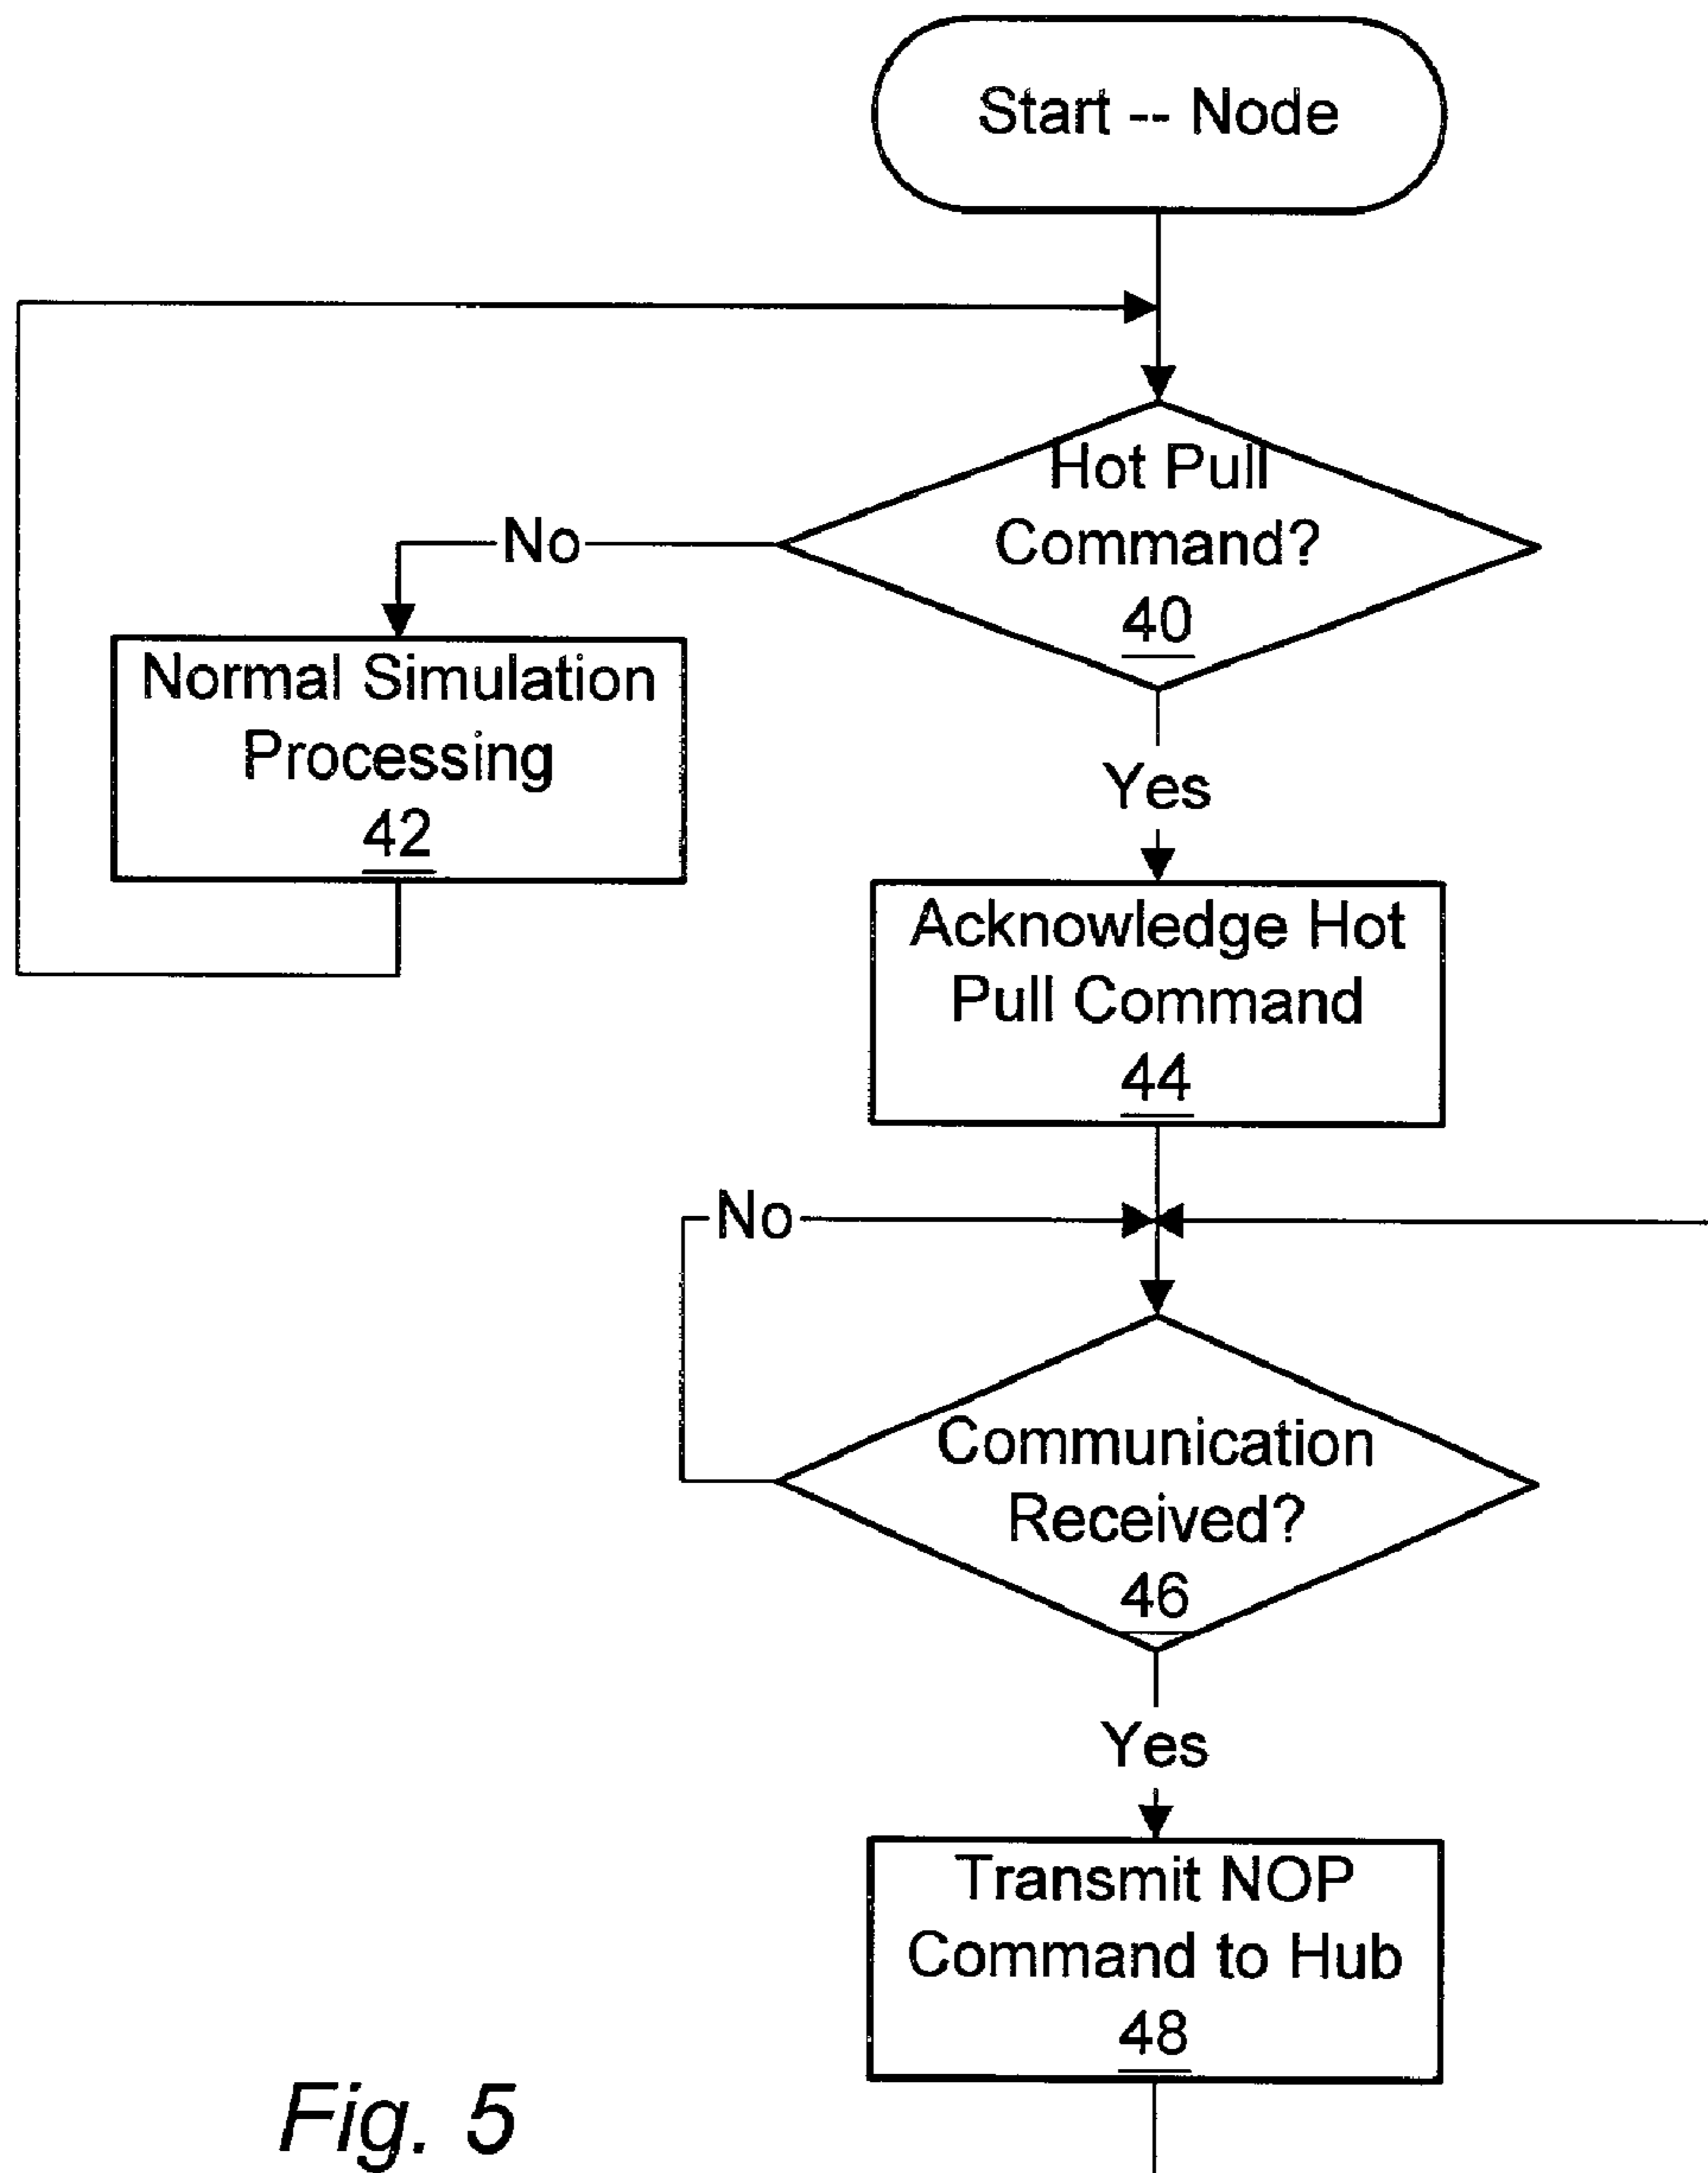 Start -- Node
Hot Pull
Command?
40
No
Normal Simulation
Processing
42
Yes
Acknowledge Hot
Pull Command
44
No
Communication
Received?
46
Yes
Transmit NOP
Command to Hub
48
Fig. 5